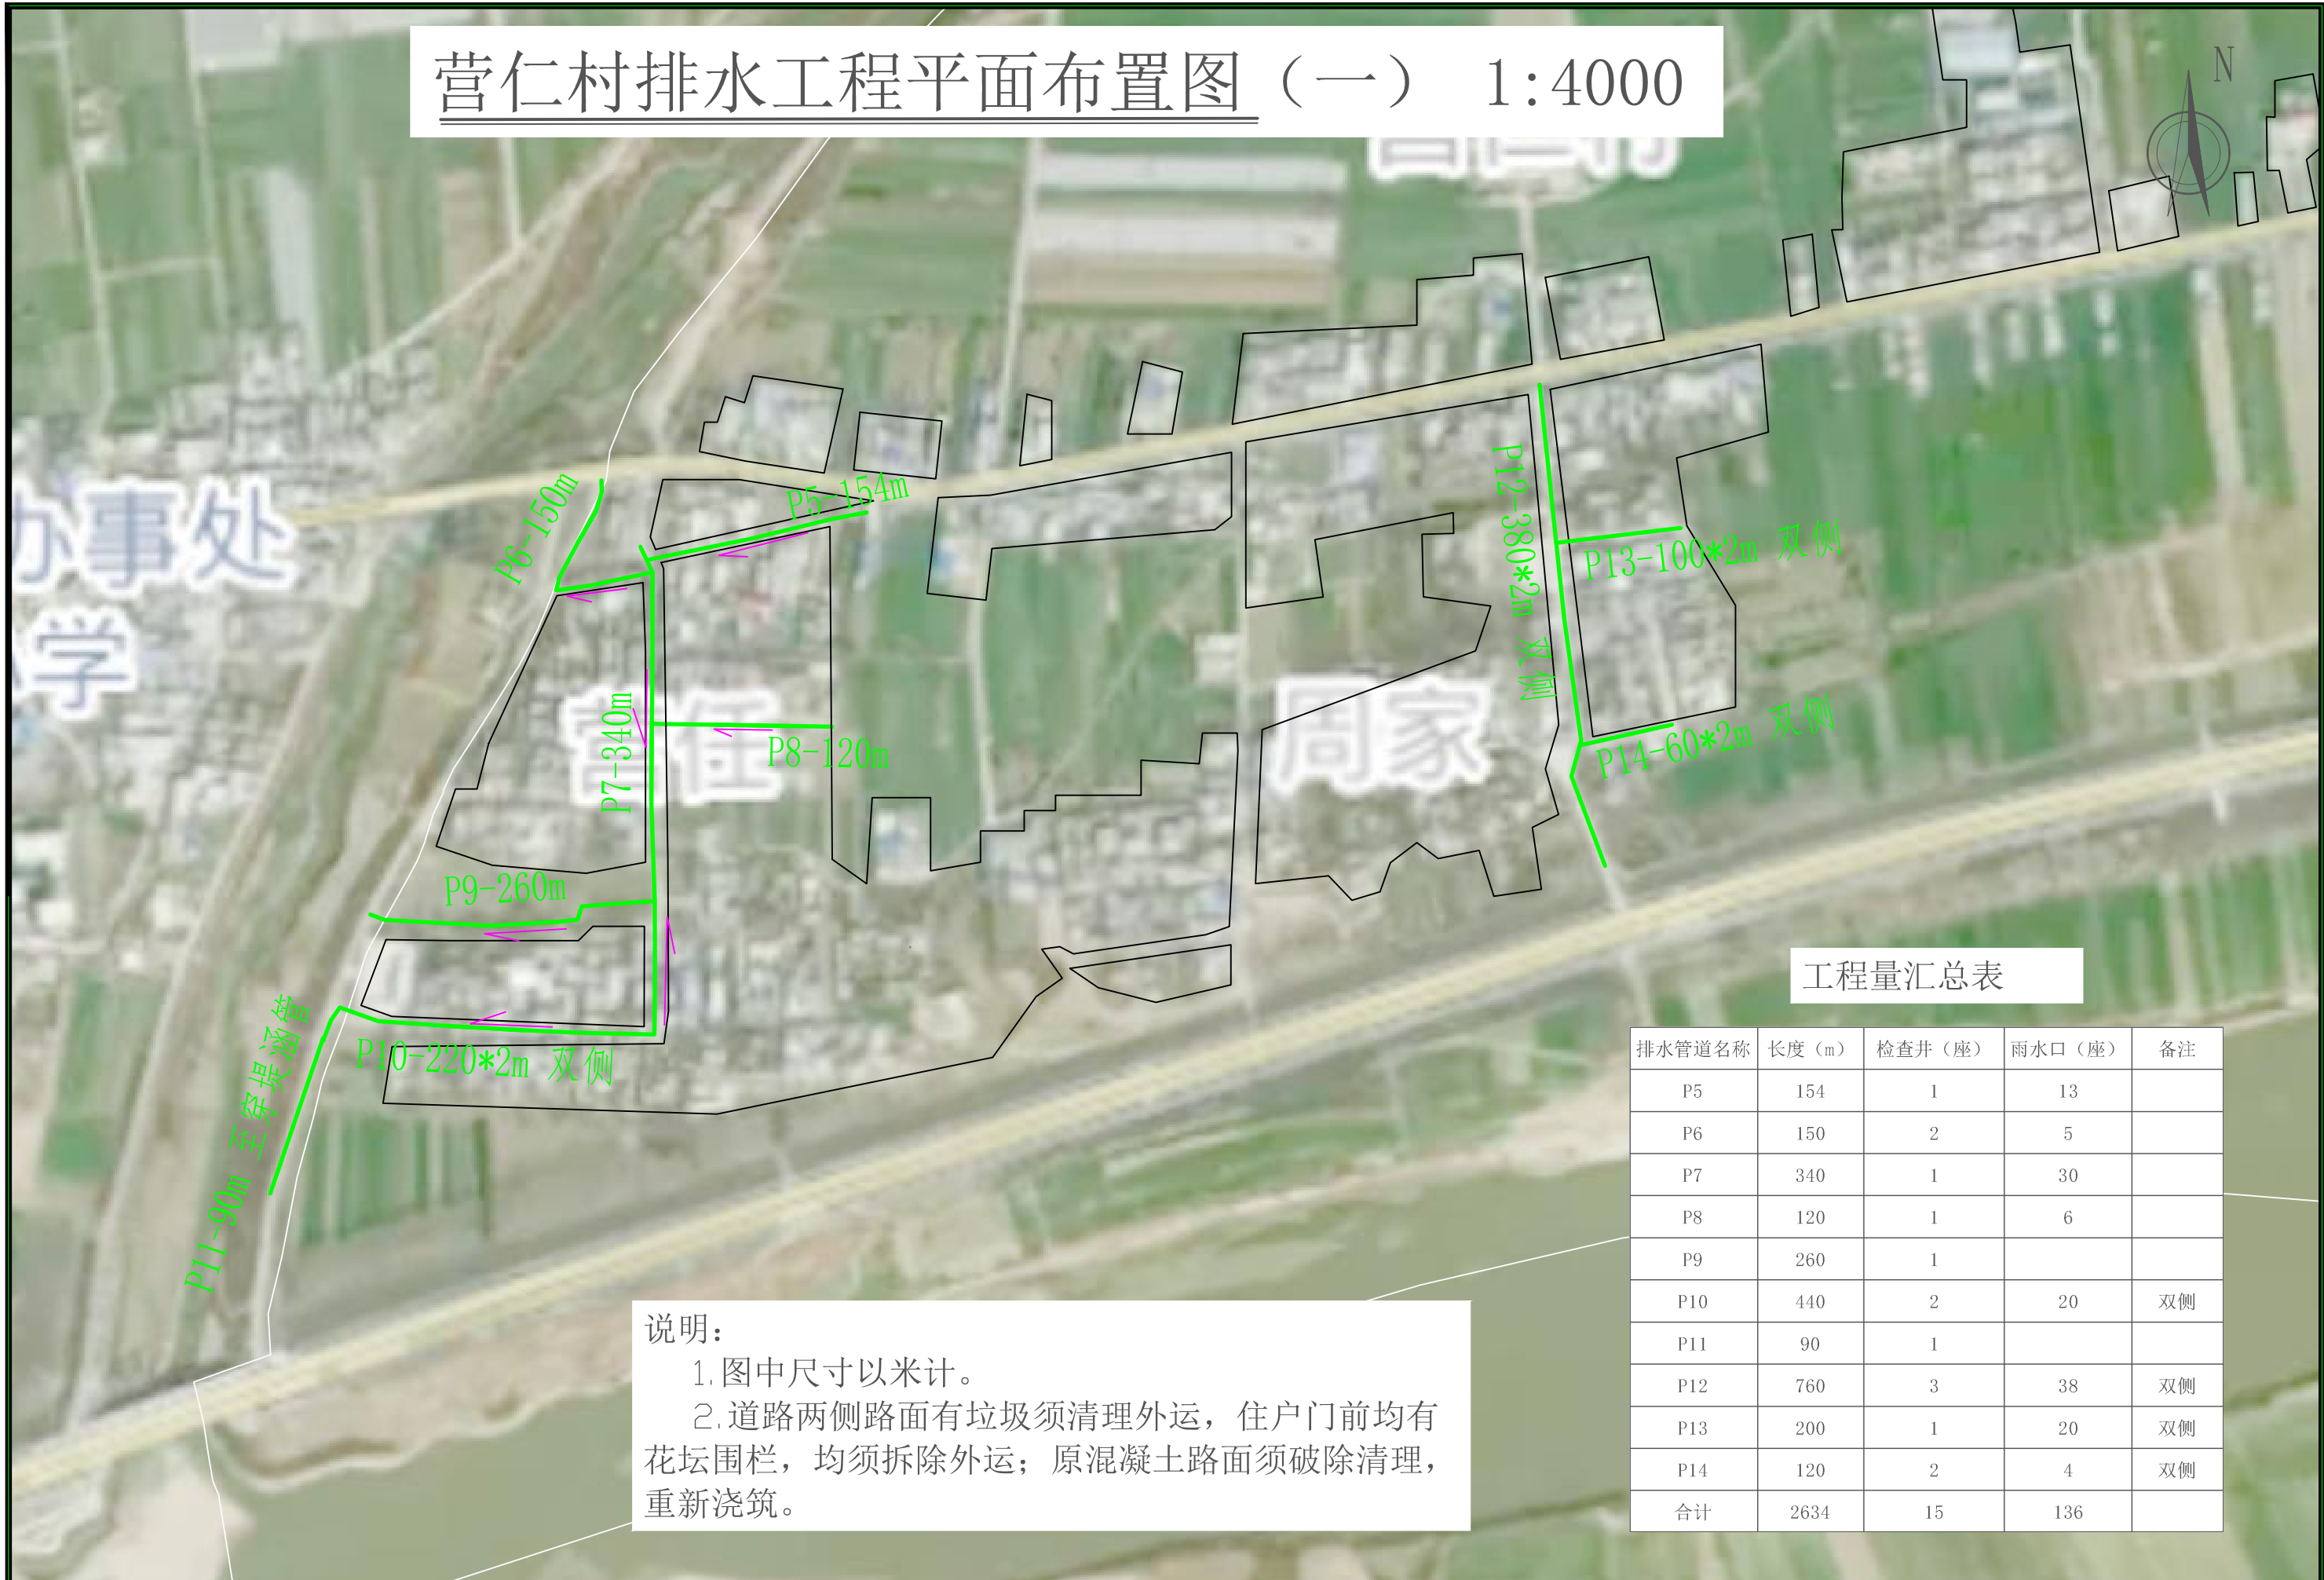 营仁村排水工程平面布置图（一） 1:4000
N
办事处
学
P6-150m
P5-154m
P12-380*2m 双侧
P13-100*2m 双侧
营任
周家
P7-340m
P8-120m
P14-60*2m 双侧
P9-260m
P10-220*2m 双侧
P11-90m 至穿堤涵管
工程量汇总表
排水管道名称 长度（m） 检查井（座） 雨水口（座） 备注
P5 154 1 13
P6 150 2 5
P7 340 1 30
P8 120 1 6
P9 260 1
P10 440 2 20 双侧
P11 90 1
P12 760 3 38 双侧
P13 200 1 20 双侧
P14 120 2 4 双侧
合计 2634 15 136
说明：
1.图中尺寸以米计。
2.道路两侧路面有垃圾须清理外运，住户门前均有
花坛围栏，均须拆除外运；原混凝土路面须破除清理，
重新浇筑。